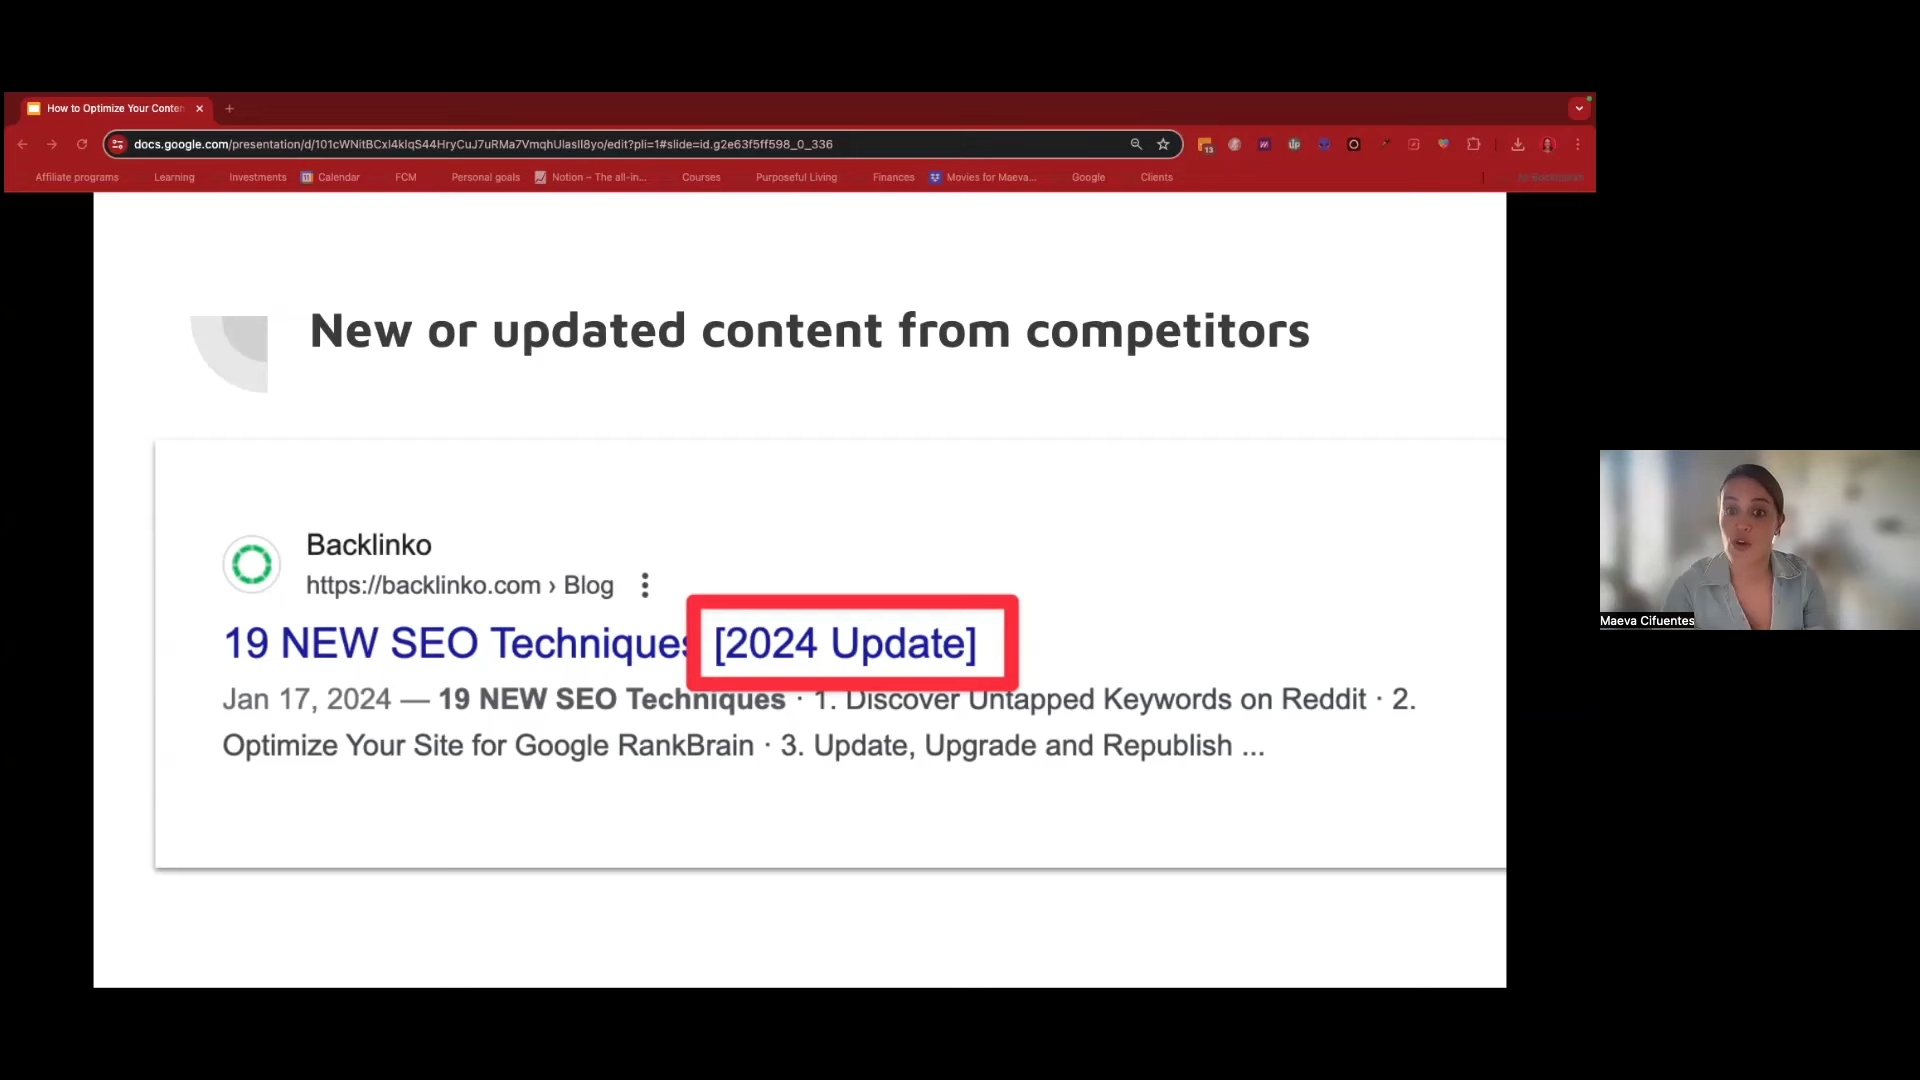 How to Optimize Your Conten
docs.google.com/presentation/d/101cWNitBCxI4kIqS44HryCuJ7uRMa7VmqhUlasII8yo/edit?pli=1#slide=id.g2e63f5ff598_0_336
13
Affiliate programs Learning Investments Calendar FCM Personal goals Notion – The all-in... Courses Purposeful Living Finances Movies for Maeva... Google Clients
New or updated content from competitors
Backlinko
https://backlinko.com › Blog
19 NEW SEO Techniques [2024 Update]
Jan 17, 2024 — 19 NEW SEO Techniques · 1. Discover Untapped Keywords on Reddit · 2.
Optimize Your Site for Google RankBrain · 3. Update, Upgrade and Republish ...
Maeva Cifuentes